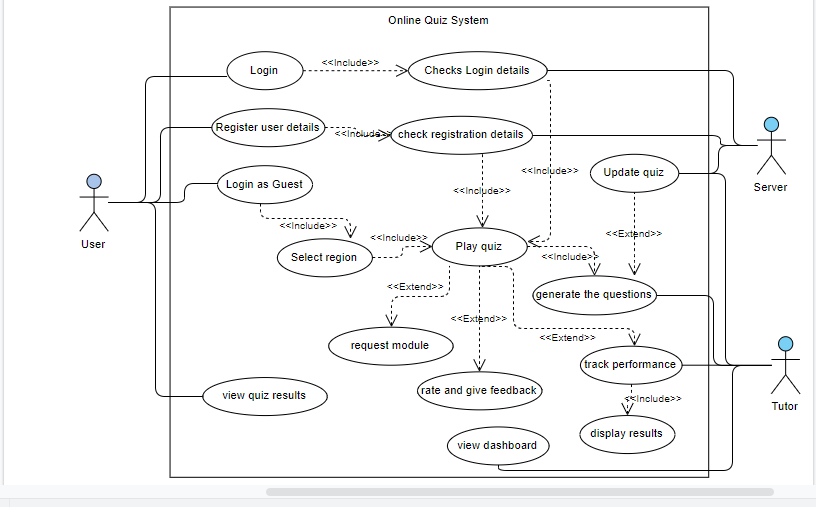 Online Quiz System
Login
<<Include>>
Checks Login details
Register user details
<<Include>>
check registration details
Server
Login as Guest
<<Include>>
<<Include>>
Update quiz
User
<<Include>>
Select region
<<Include>>
Play quiz
<<Include>>
<<Extend>>
<<Extend>>
generate the questions
<<Extend>>
<<Extend>>
request module
track performance
view quiz results
rate and give feedback
<<Include>>
Tutor
view dashboard
display results